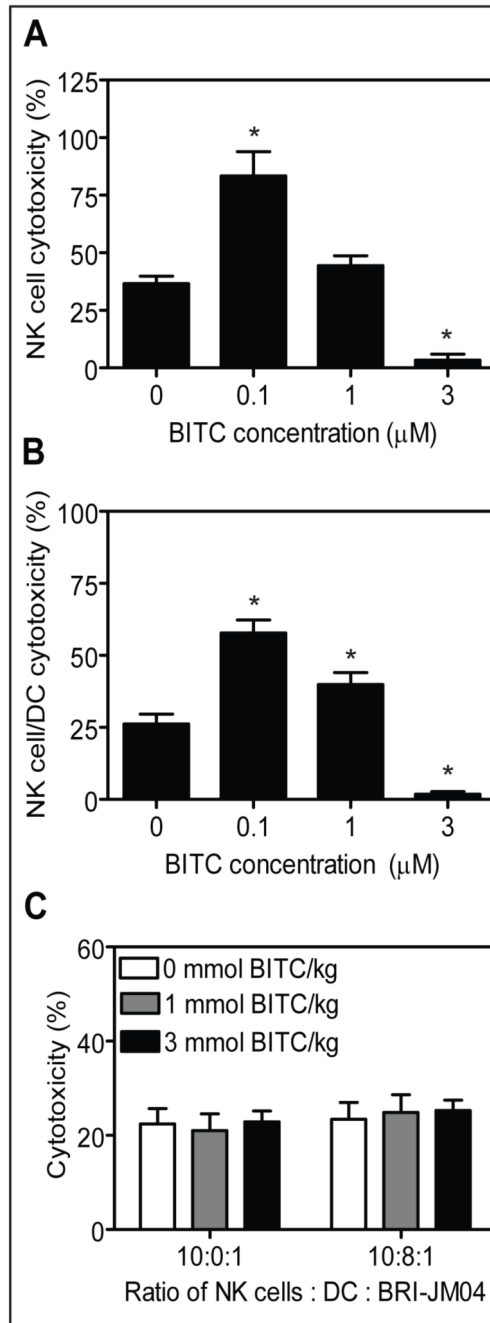 A
NK cell cytotoxicity (%)
125
100
75
50
25
0
*
*
0 0.1 1 3
BITC concentration (μM)
B
NK cell/DC cytotoxicity (%)
100
75
50
25
0
*
*
*
0 0.1 1 3
BITC concentration (μM)
C
Cytotoxicity (%)
60
40
20
0
0 mmol BITC/kg
1 mmol BITC/kg
3 mmol BITC/kg
10:0:1 10:8:1
Ratio of NK cells : DC : BRI-JM04